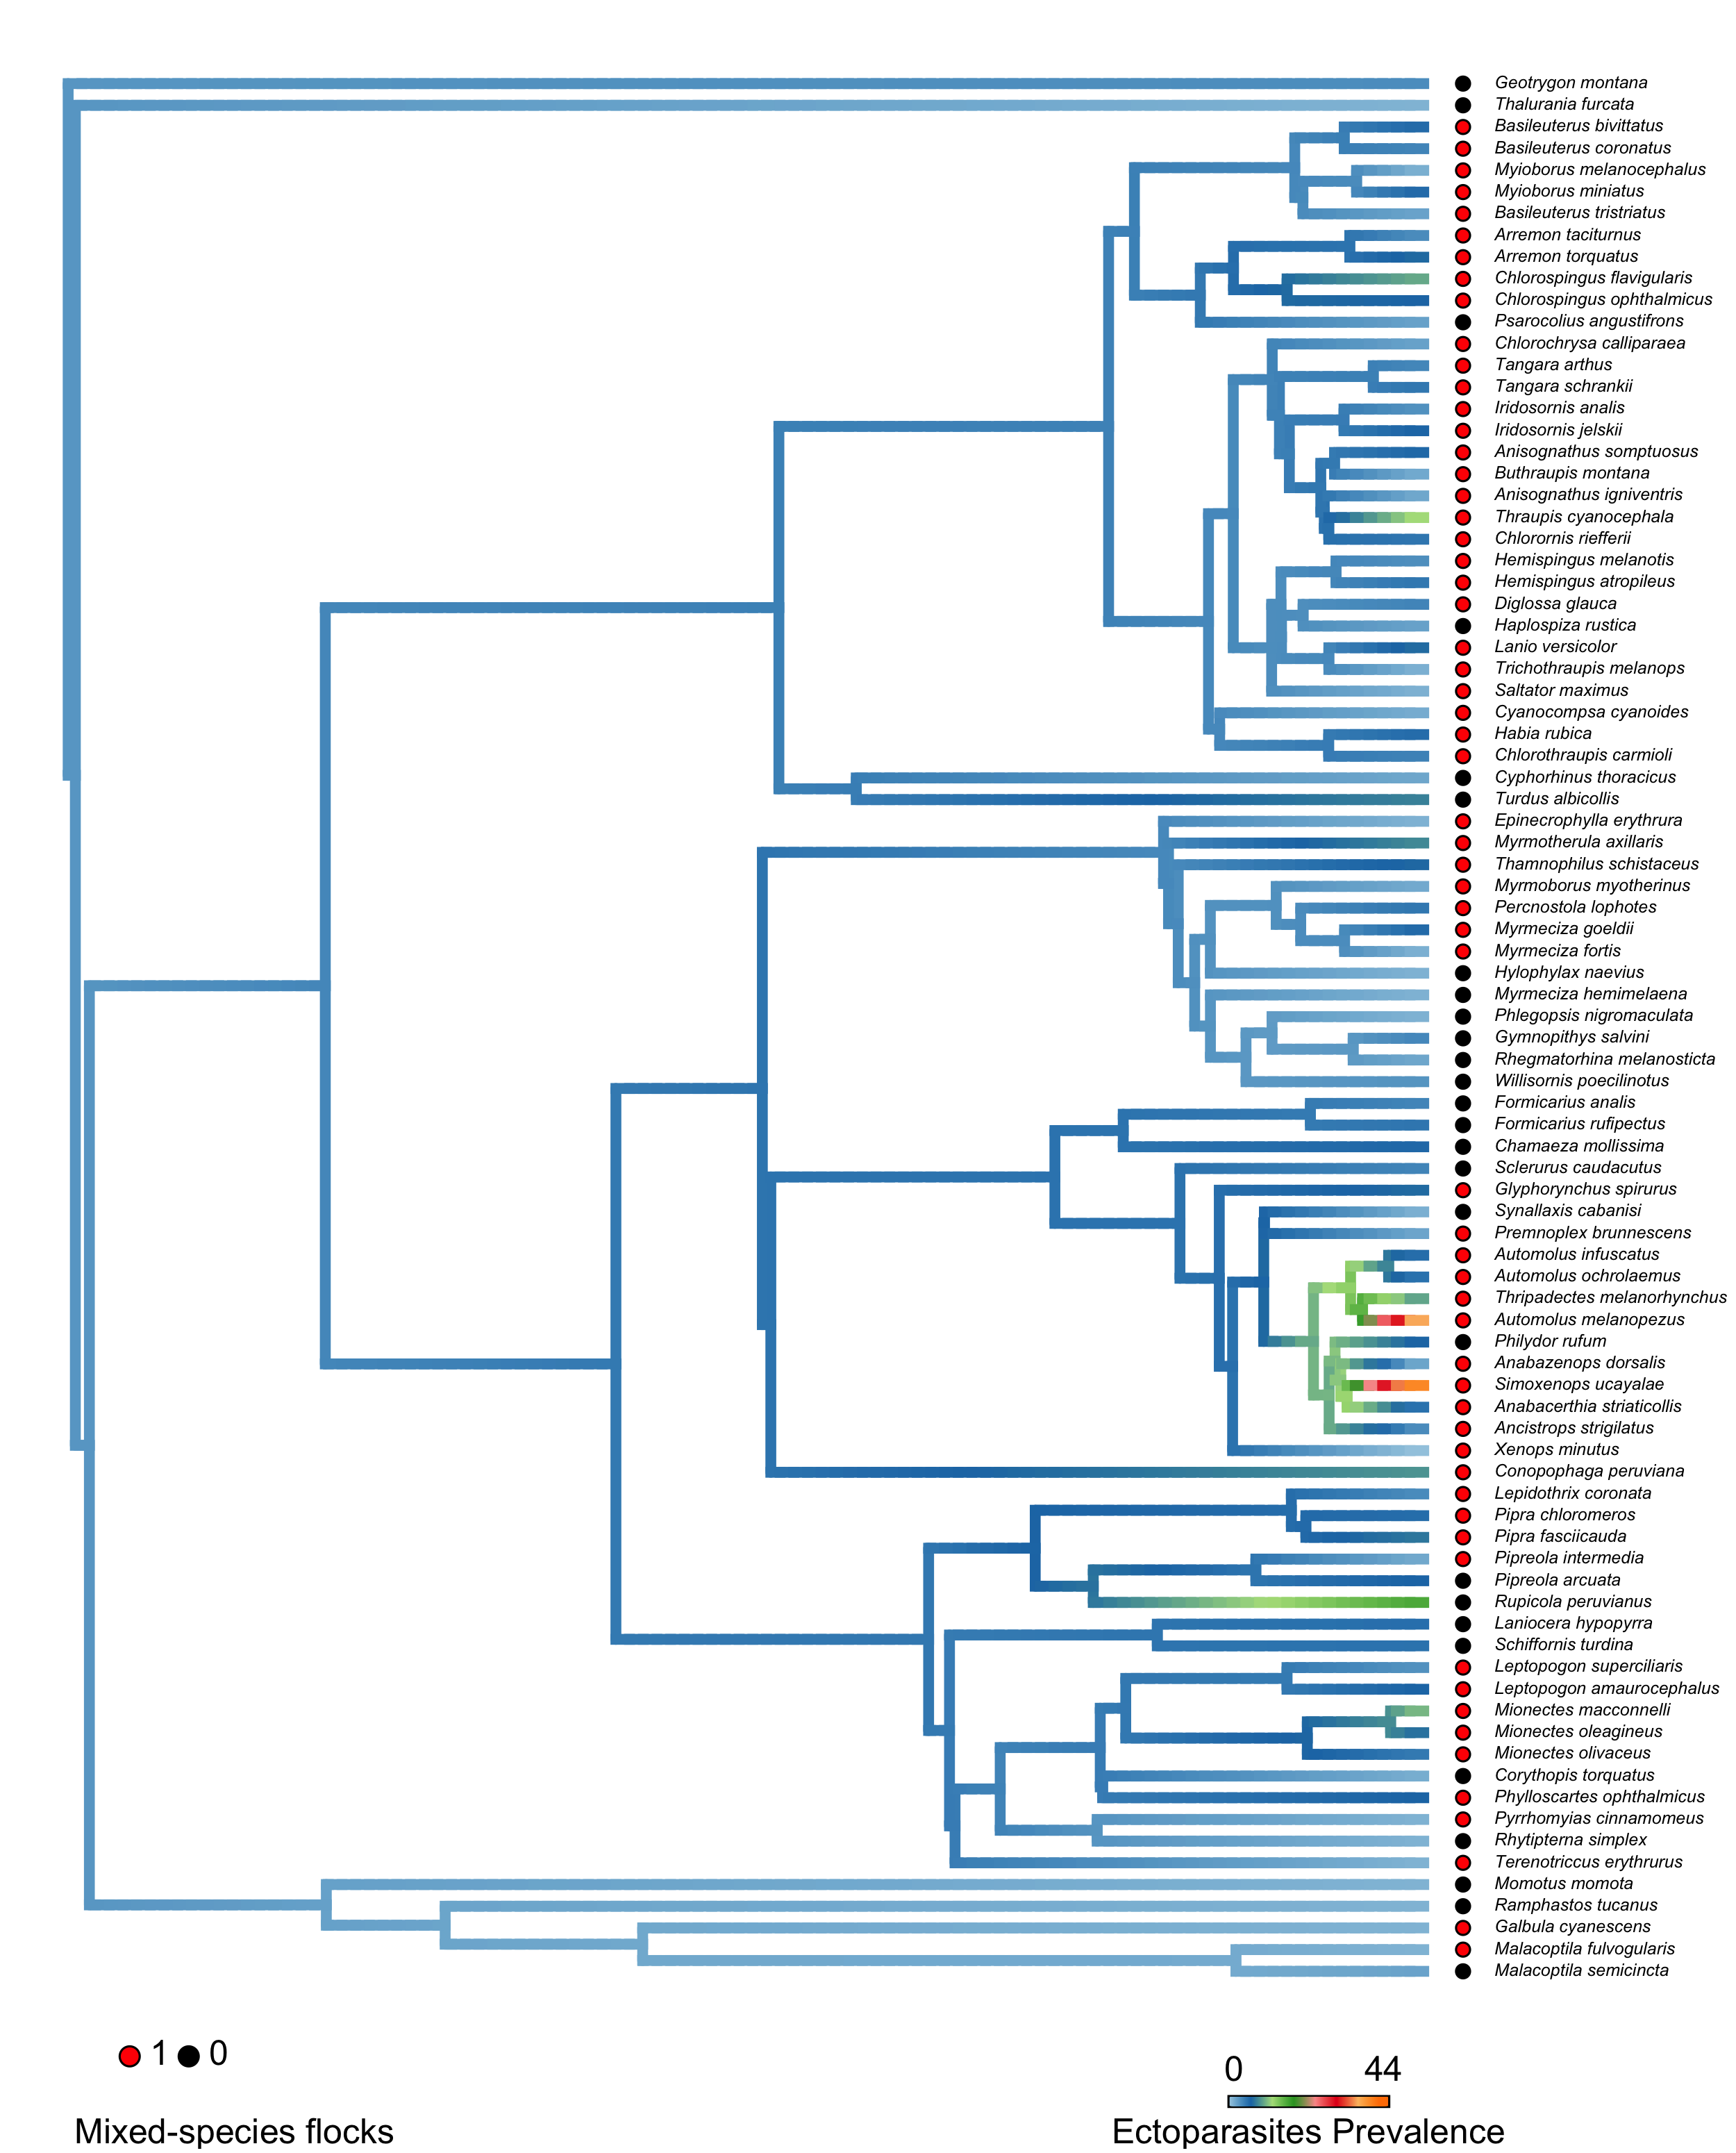 Geotrygon montana
Thalurania furcata
Basileuterus bivittatus
Basileuterus coronatus
Myioborus melanocephalus
Myioborus miniatus
Basileuterus tristriatus
Arremon taciturnus
Arremon torquatus
Chlorospingus flavigularis
Chlorospingus ophthalmicus
Psarocolius angustifrons
Chlorochrysa calliparaea
Tangara arthus
Tangara schrankii
Iridosornis analis
Iridosornis jelskii
Anisognathus somptuosus
Buthraupis montana
Anisognathus igniventris
Thraupis cyanocephala
Chlorornis riefferii
Hemispingus melanotis
Hemispingus atropileus
Diglossa glauca
Haplospiza rustica
Lanio versicolor
Trichothraupis melanops
Saltator maximus
Cyanocompsa cyanoides
Habia rubica
Chlorothraupis carmioli
Cyphorhinus thoracicus
Turdus albicollis
Epinecrophylla erythrura
Myrmotherula axillaris
Thamnophilus schistaceus
Myrmoborus myotherinus
Percnostola lophotes
Myrmeciza goeldii
Myrmeciza fortis
Hylophylax naevius
Myrmeciza hemimelaena
Phlegopsis nigromaculata
Gymnopithys salvini
Rhegmatorhina melanosticta
Willisornis poecilinotus
Formicarius analis
Formicarius rufipectus
Chamaeza mollissima
Sclerurus caudacutus
Glyphorynchus spirurus
Synallaxis cabanisi
Premnoplex brunnescens
Automolus infuscatus
Automolus ochrolaemus
Thripadectes melanorhynchus
Automolus melanopezus
Philydor rufum
Anabazenops dorsalis
Simoxenops ucayalae
Anabacerthia striaticollis
Ancistrops strigilatus
Xenops minutus
Conopophaga peruviana
Lepidothrix coronata
Pipra chloromeros
Pipra fasciicauda
Pipreola intermedia
Pipreola arcuata
Rupicola peruvianus
Laniocera hypopyrra
Schiffornis turdina
Leptopogon superciliaris
Leptopogon amaurocephalus
Mionectes macconnelli
Mionectes oleagineus
Mionectes olivaceus
Corythopis torquatus
Phylloscartes ophthalmicus
Pyrrhomyias cinnamomeus
Rhytipterna simplex
Terenotriccus erythrurus
Momotus momota
Ramphastos tucanus
Galbula cyanescens
Malacoptila fulvogularis
Malacoptila semicincta
1 0
Mixed-species flocks
0 44
Ectoparasites Prevalence